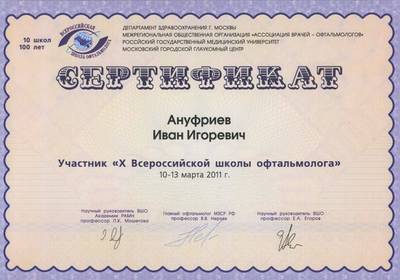 ВСЕРОССИЙСКАЯ
ШКОЛА ОФТАЛЬМОЛОГА
10 школ
100 лет
ДЕПАРТАМЕНТ ЗДРАВООХРАНЕНИЯ Г. МОСКВЫ
МЕЖРЕГИОНАЛЬНАЯ ОБЩЕСТВЕННАЯ ОРГАНИЗАЦИЯ «АССОЦИАЦИЯ ВРАЧЕЙ - ОФТАЛЬМОЛОГОВ»
РОССИЙСКИЙ ГОСУДАРСТВЕННЫЙ МЕДИЦИНСКИЙ УНИВЕРСИТЕТ
МОСКОВСКИЙ ГОРОДСКОЙ ГЛАУКОМНЫЙ ЦЕНТР
СЕРТИФИКАТ
Ануфриев
Иван Игоревич
Участник «X Всероссийской школы офтальмолога»
10-13 марта 2011 г.
Научный руководитель ВШО
Академик РАМН
профессор Л.К. Мошетова
Главный офтальмолог МЗСР РФ
профессор В.В. Нероев
Научный руководитель ВШО
профессор Е.А. Егоров